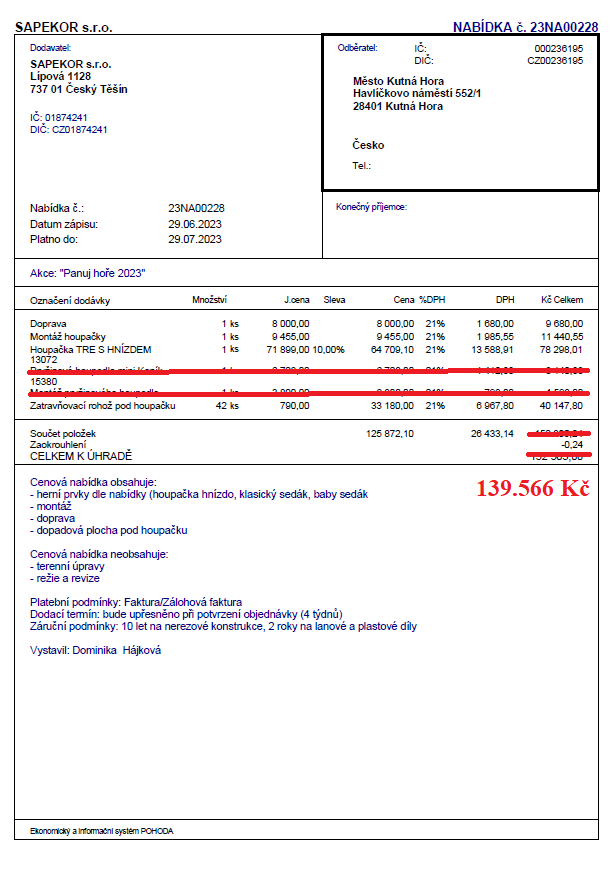 SAPEKOR s.r.o. NABÍDKA č. 23NA00228
Dodavatel:
SAPEKOR s.r.o.
Lípová 1128
737 01 Český Těšín
IČ: 01874241
DIČ: CZ01874241
Odběratel: IČ: 000236195
DIČ: CZ00236195
Město Kutná Hora
Havlíčkovo náměstí 552/1
28401 Kutná Hora
Česko
Tel.:
Nabídka č.: 23NA00228
Datum zápisu: 29.06.2023
Platno do: 29.07.2023
Konečný příjemce:
Akce: "Panuj hoře 2023"
Označení dodávky Množství J.cena Sleva Cena %DPH DPH Kč Celkem
Doprava 1 ks 8 000,00 8 000,00 21% 1 680,00 9 680,00
Montáž houpačky 1 ks 9 455,00 9 455,00 21% 1 985,55 11 440,55
Houpačka TRE S HNÍZDEM 1 ks 71 899,00 10,00% 64 709,10 21% 13 588,91 78 298,01
13072
15380
Zatravňovací rohož pod houpačku 42 ks 790,00 33 180,00 21% 6 967,80 40 147,80
Součet položek 125 872,10 26 433,14
Zaokrouhlení -0,24
CELKEM K ÚHRADĚ
139.566 Kč
Cenová nabídka obsahuje:
- herní prvky dle nabídky (houpačka hnízdo, klasický sedák, baby sedák
- montáž
- doprava
- dopadová plocha pod houpačku
Cenová nabídka neobsahuje:
- terenní úpravy
- režie a revize
Platební podmínky: Faktura/Zálohová faktura
Dodací termín: bude upřesněno při potvrzení objednávky (4 týdnů)
Záruční podmínky: 10 let na nerezové konstrukce, 2 roky na lanové a plastové díly
Vystavil: Dominika Hájková
Ekonomický a informační systém POHODA